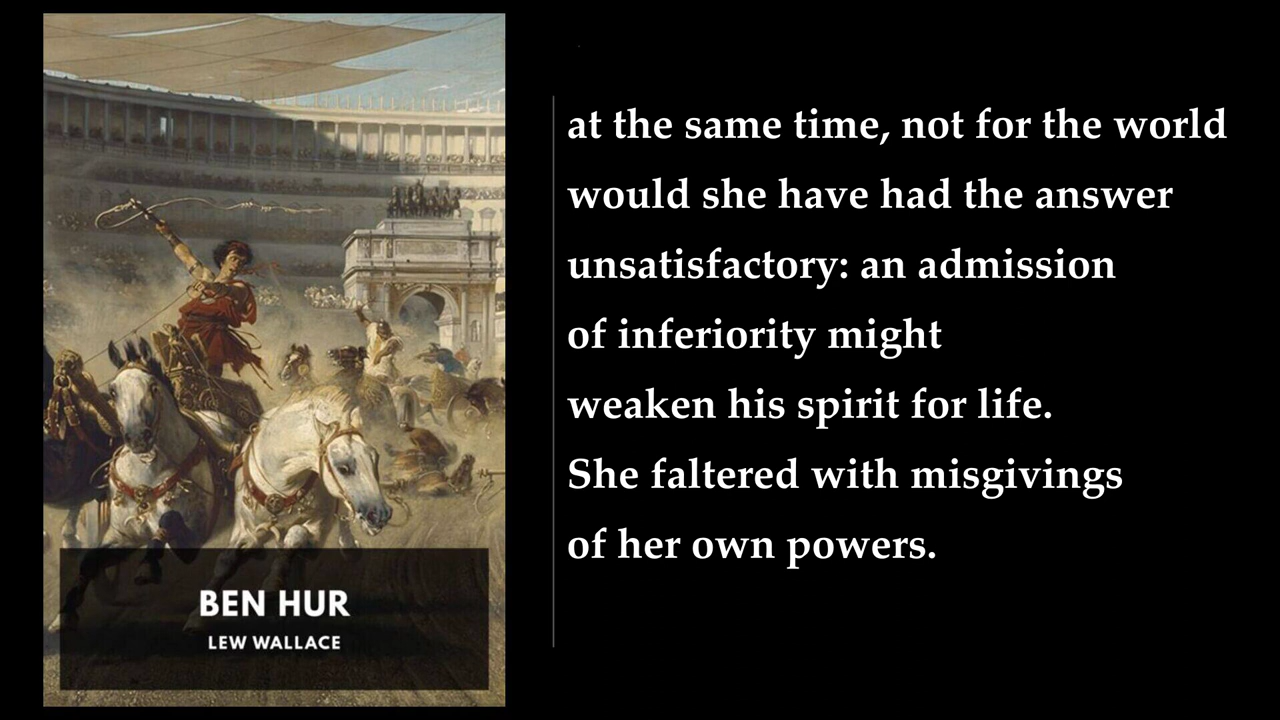 BEN HUR
LEW WALLACE
at the same time, not for the world
would she have had the answer
unsatisfactory: an admission
of inferiority might
weaken his spirit for life.
She faltered with misgivings
of her own powers.